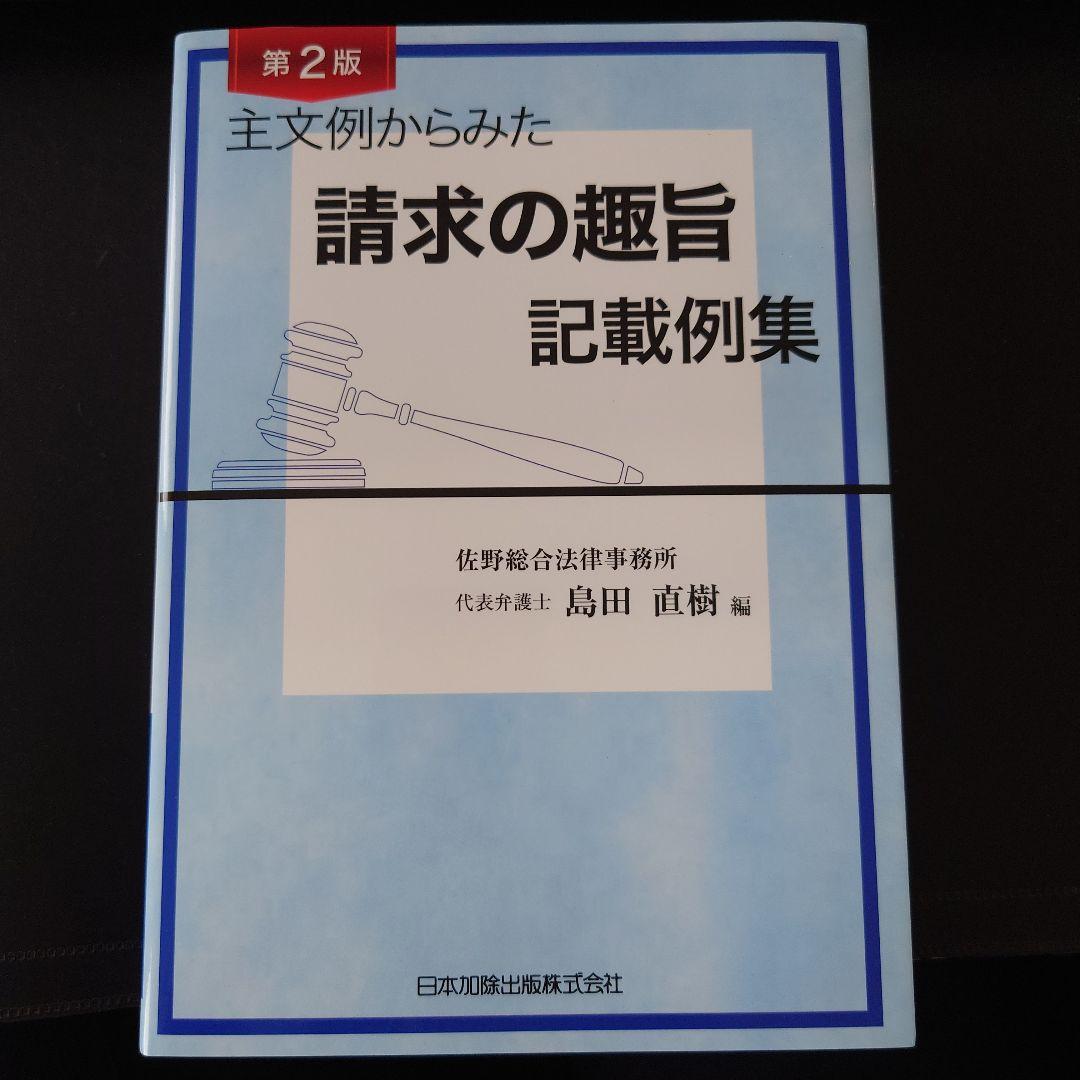 第2版
主文例からみた
請求の趣旨
記載例集
佐野総合法律事務所
代表弁護士 島田 直樹 編
日本加除出版株式会社